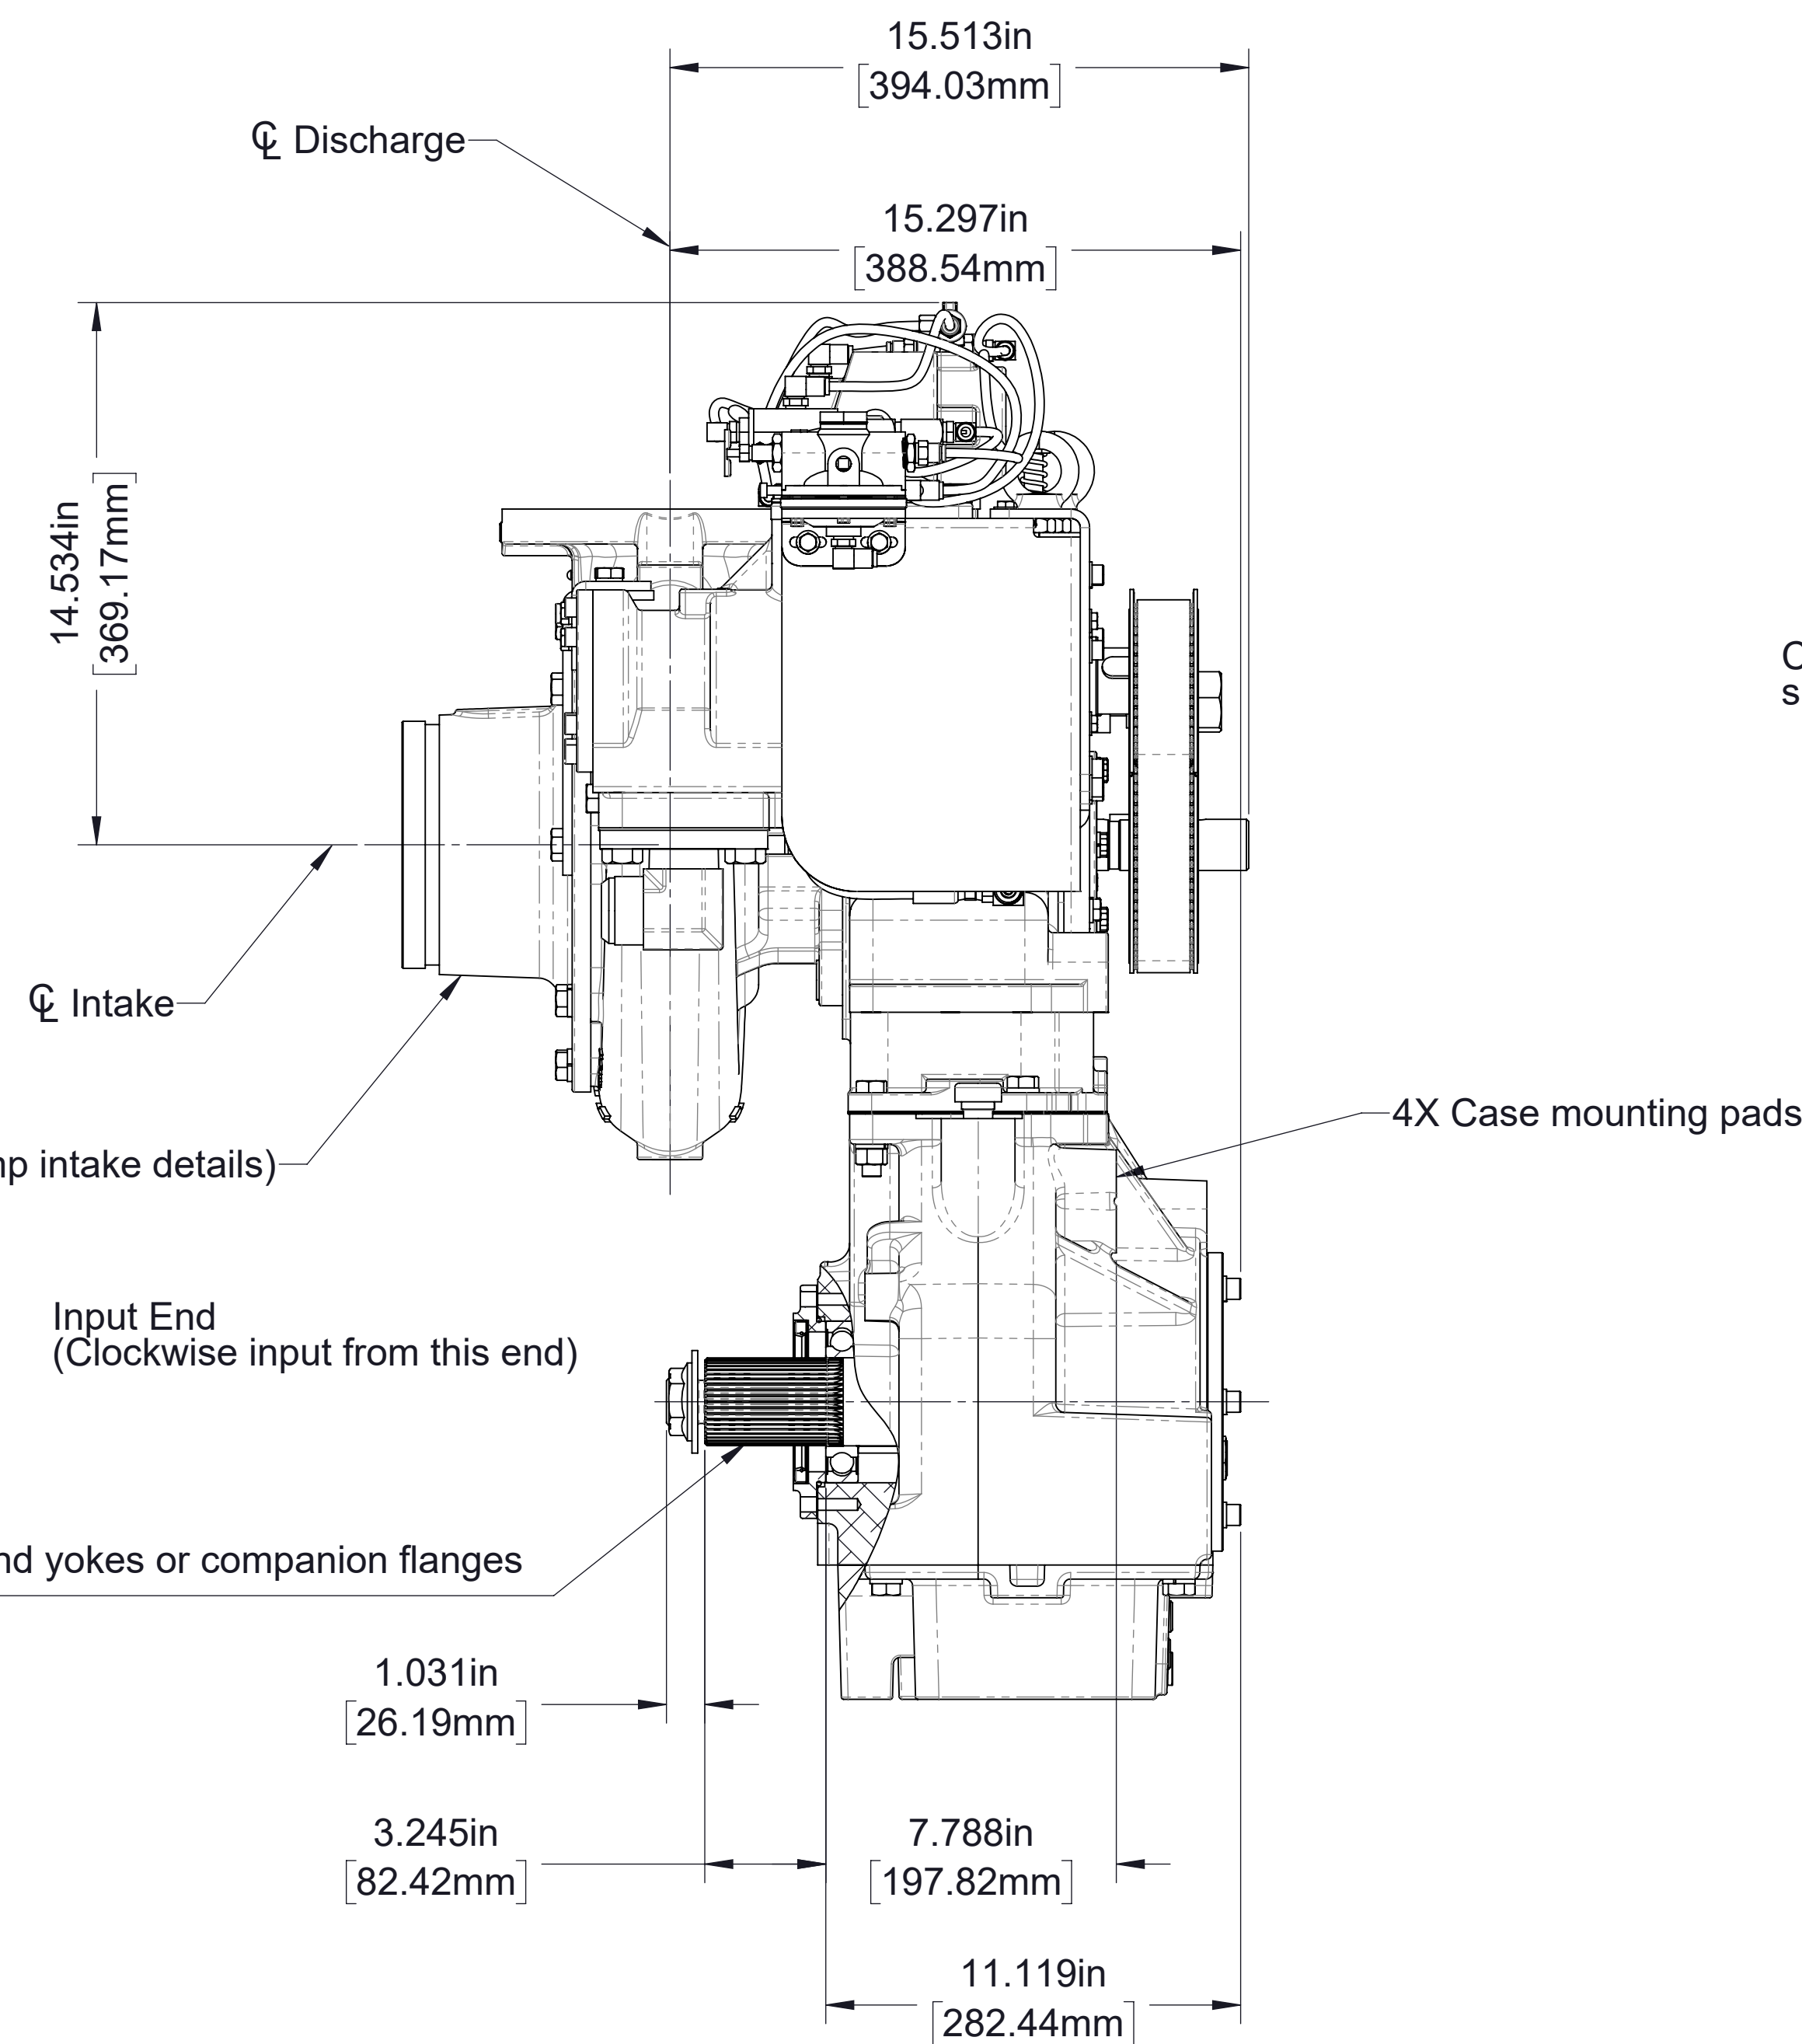 15.513in
[394.03mm]
℄ Discharge
15.297in
[388.54mm]
14.534in
[369.17mm]
℄ Intake
4X Case mounting pads
intake details)
Input End
(Clockwise input from this end)
yokes or companion flanges
1.031in
[26.19mm]
3.245in
[82.42mm]
7.788in
[197.82mm]
11.119in
[282.44mm]